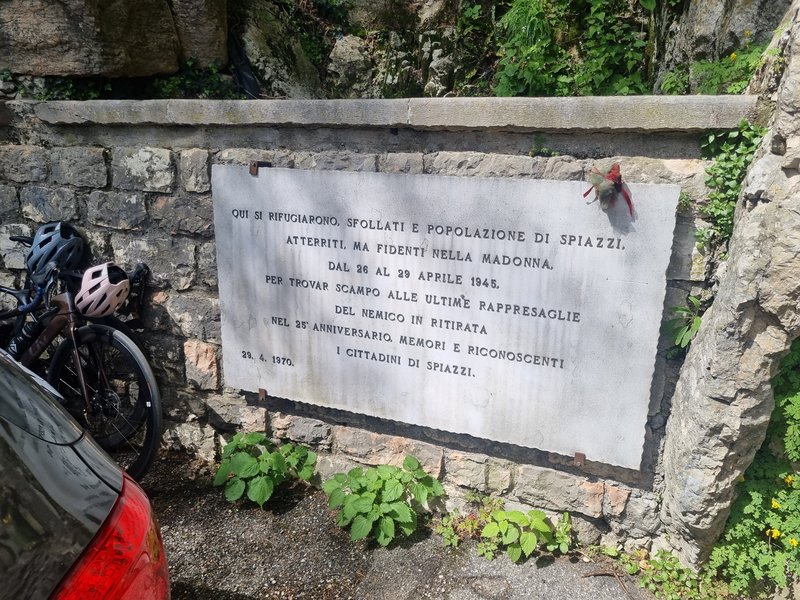 QUI SI RIFUGIARONO, SFOLLATI E POPOLAZIONE DI SPIAZZI,
ATTERRITI, MA FIDENTI NELLA MADONNA,
DAL 26 AL 29 APRILE 1945,
PER TROVAR SCAMPO ALLE ULTIME RAPPRESAGLIE
DEL NEMICO IN RITIRATA
NEL 25° ANNIVERSARIO, MEMORI E RICONOSCENTI
29. 4. 1970. I CITTADINI DI SPIAZZI.